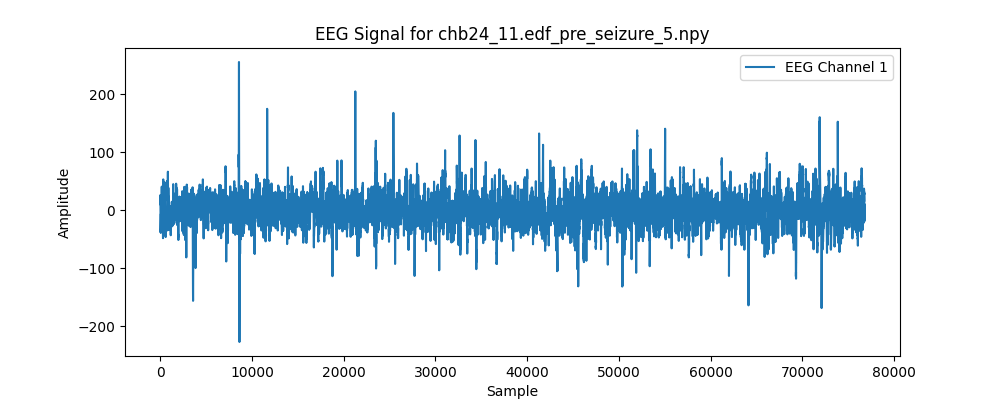 EEG Signal for chb24_11.edf_pre_seizure_5.npy
EEG Channel 1
Amplitude
200
100
0
−100
−200
0 10000 20000 30000 40000 50000 60000 70000 80000
Sample